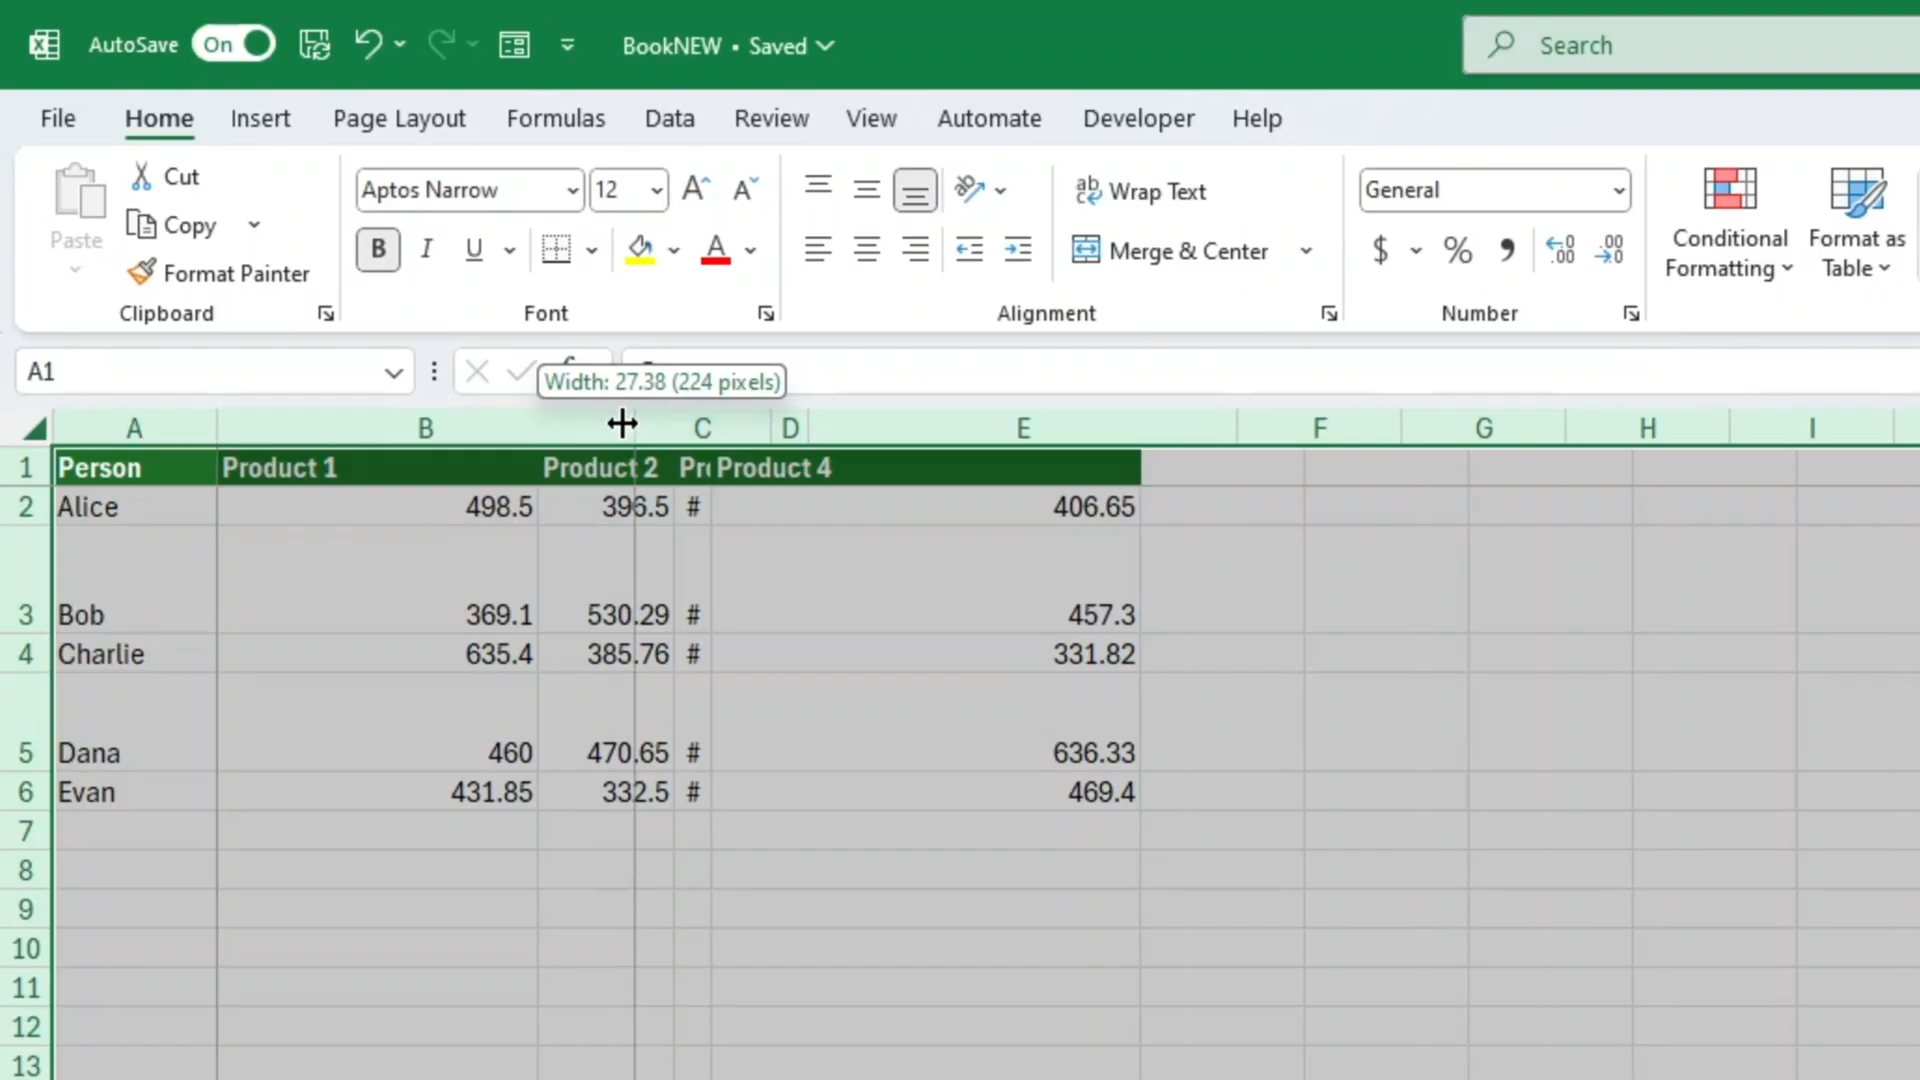 AutoSave On BookNEW • Saved Search
File Home Insert Page Layout Formulas Data Review View Automate Developer Help
Paste Cut Copy Format Painter
Clipboard
Aptos Narrow 12
B I U A
Font
Wrap Text
Merge & Center
Alignment
General
$ % , .00
Number
Conditional Formatting
Format as Table
A1
Width: 27.38 (224 pixels)
A B C D E F G H I
1 Person Product 1 Product 2 Pr Product 4
2 Alice 498.5 396.5 # 406.65
3 Bob 369.1 530.29 # 457.3
4 Charlie 635.4 385.76 # 331.82
5 Dana 460 470.65 # 636.33
6 Evan 431.85 332.5 # 469.4
7
8
9
10
11
12
13